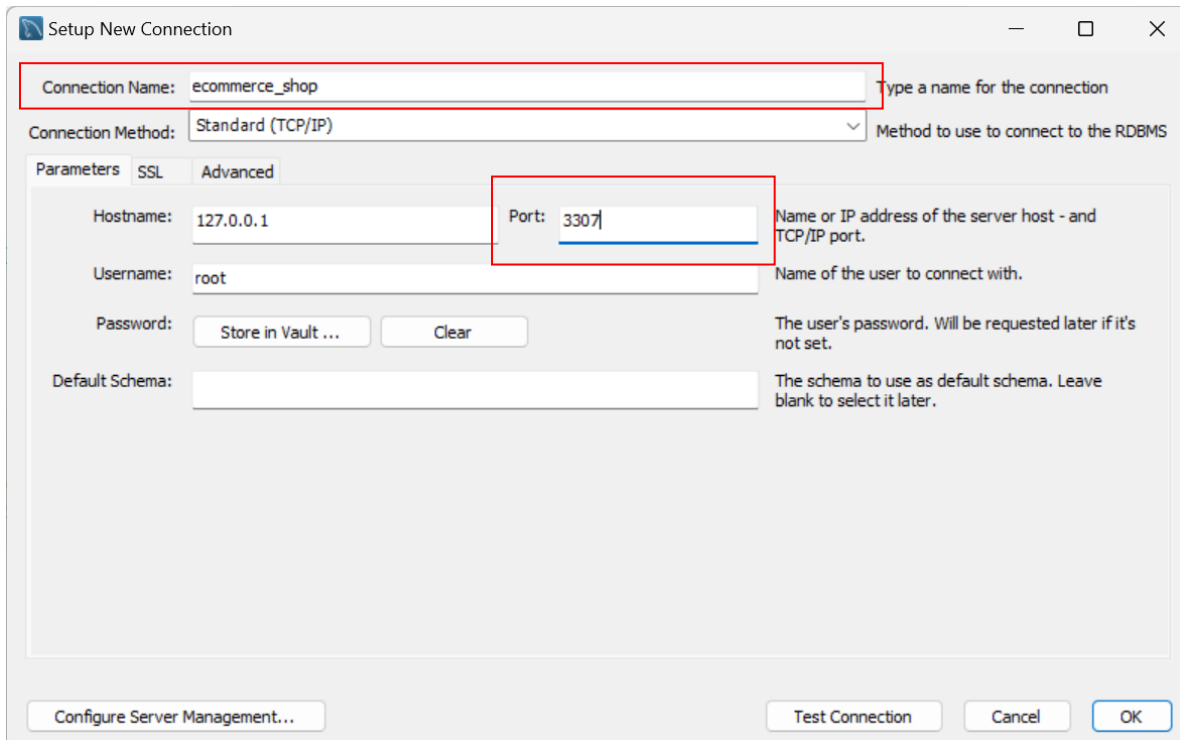 Setup New Connection
Connection Name: ecommerce_shop Type a name for the connection
Connection Method: Standard (TCP/IP) Method to use to connect to the RDBMS
Parameters SSL Advanced
Hostname: 127.0.0.1 Port: 3307 Name or IP address of the server host - and
TCP/IP port.
Username: root Name of the user to connect with.
Password: Store in Vault ... Clear The user's password. Will be requested later if it's
not set.
Default Schema: The schema to use as default schema. Leave
blank to select it later.
Configure Server Management... Test Connection Cancel OK